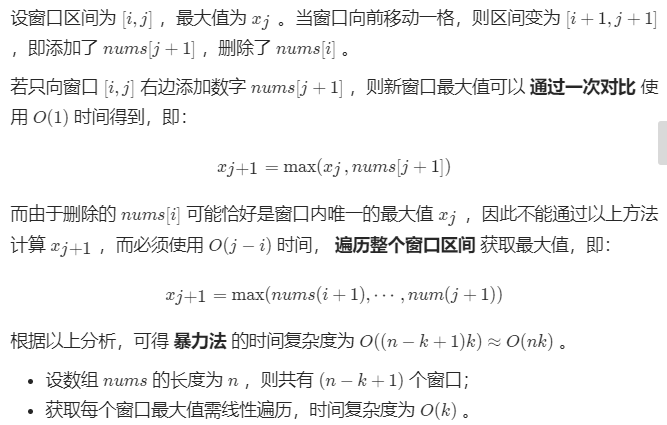 设窗口区间为 [i, j] ，最大值为 xj 。当窗口向前移动一格，则区间变为 [i + 1, j + 1]
，即添加了 nums[j + 1] ，删除了 nums[i] 。
若只向窗口 [i, j] 右边添加数字 nums[j + 1] ，则新窗口最大值可以 通过一次对比 使
用 O(1) 时间得到，即：
xj+1 = max(xj, nums[j + 1])
而由于删除的 nums[i] 可能恰好是窗口内唯一的最大值 xj ，因此不能通过以上方法
计算 xj+1 ，而必须使用 O(j − i) 时间， 遍历整个窗口区间 获取最大值，即：
xj+1 = max(nums(i + 1), ⋯ , num(j + 1))
根据以上分析，可得 暴力法 的时间复杂度为 O((n − k + 1)k) ≈ O(nk) 。
• 设数组 nums 的长度为 n ，则共有 (n − k + 1) 个窗口；
• 获取每个窗口最大值需线性遍历，时间复杂度为 O(k) 。